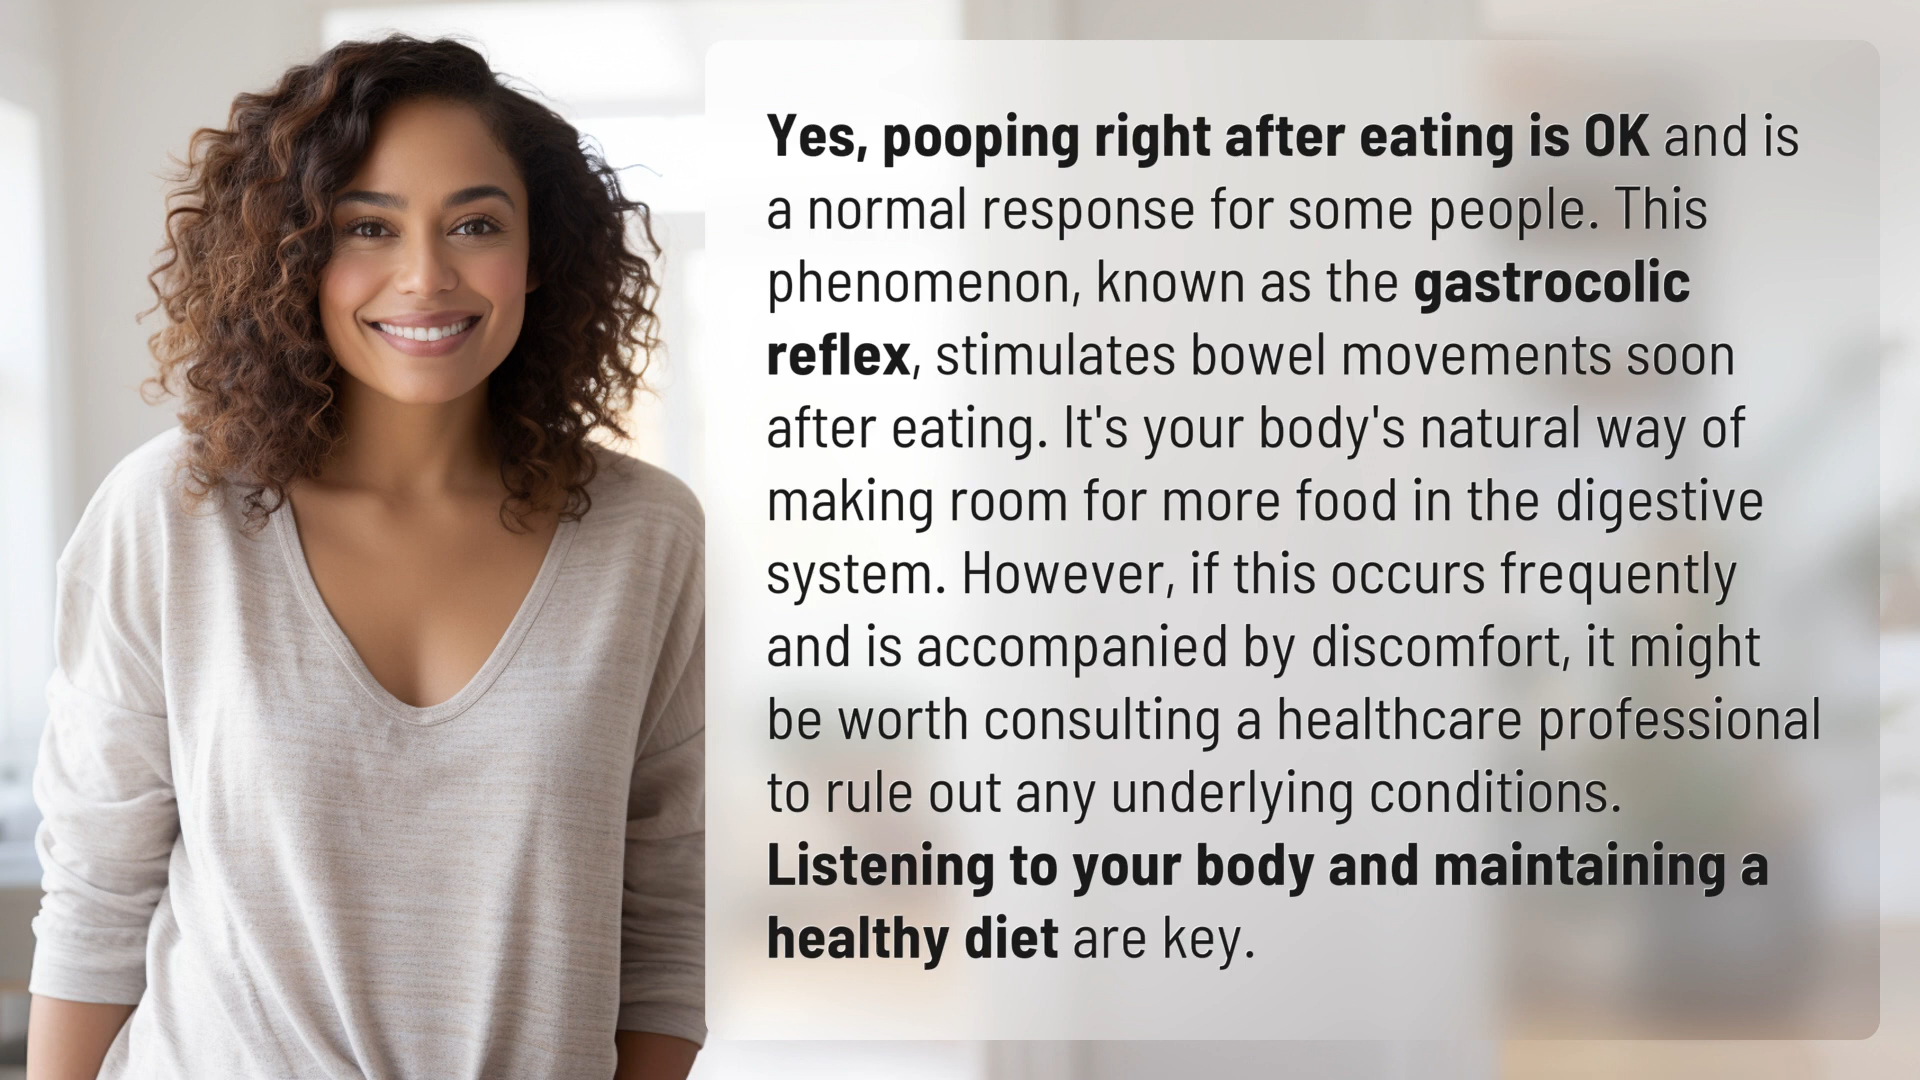 Yes, pooping right after eating is OK and is
a normal response for some people. This
phenomenon, known as the gastrocolic
reflex, stimulates bowel movements soon
after eating. It's your body's natural way of
making room for more food in the digestive
system. However, if this occurs frequently
and is accompanied by discomfort, it might
be worth consulting a healthcare professional
to rule out any underlying conditions.
Listening to your body and maintaining a
healthy diet are key.